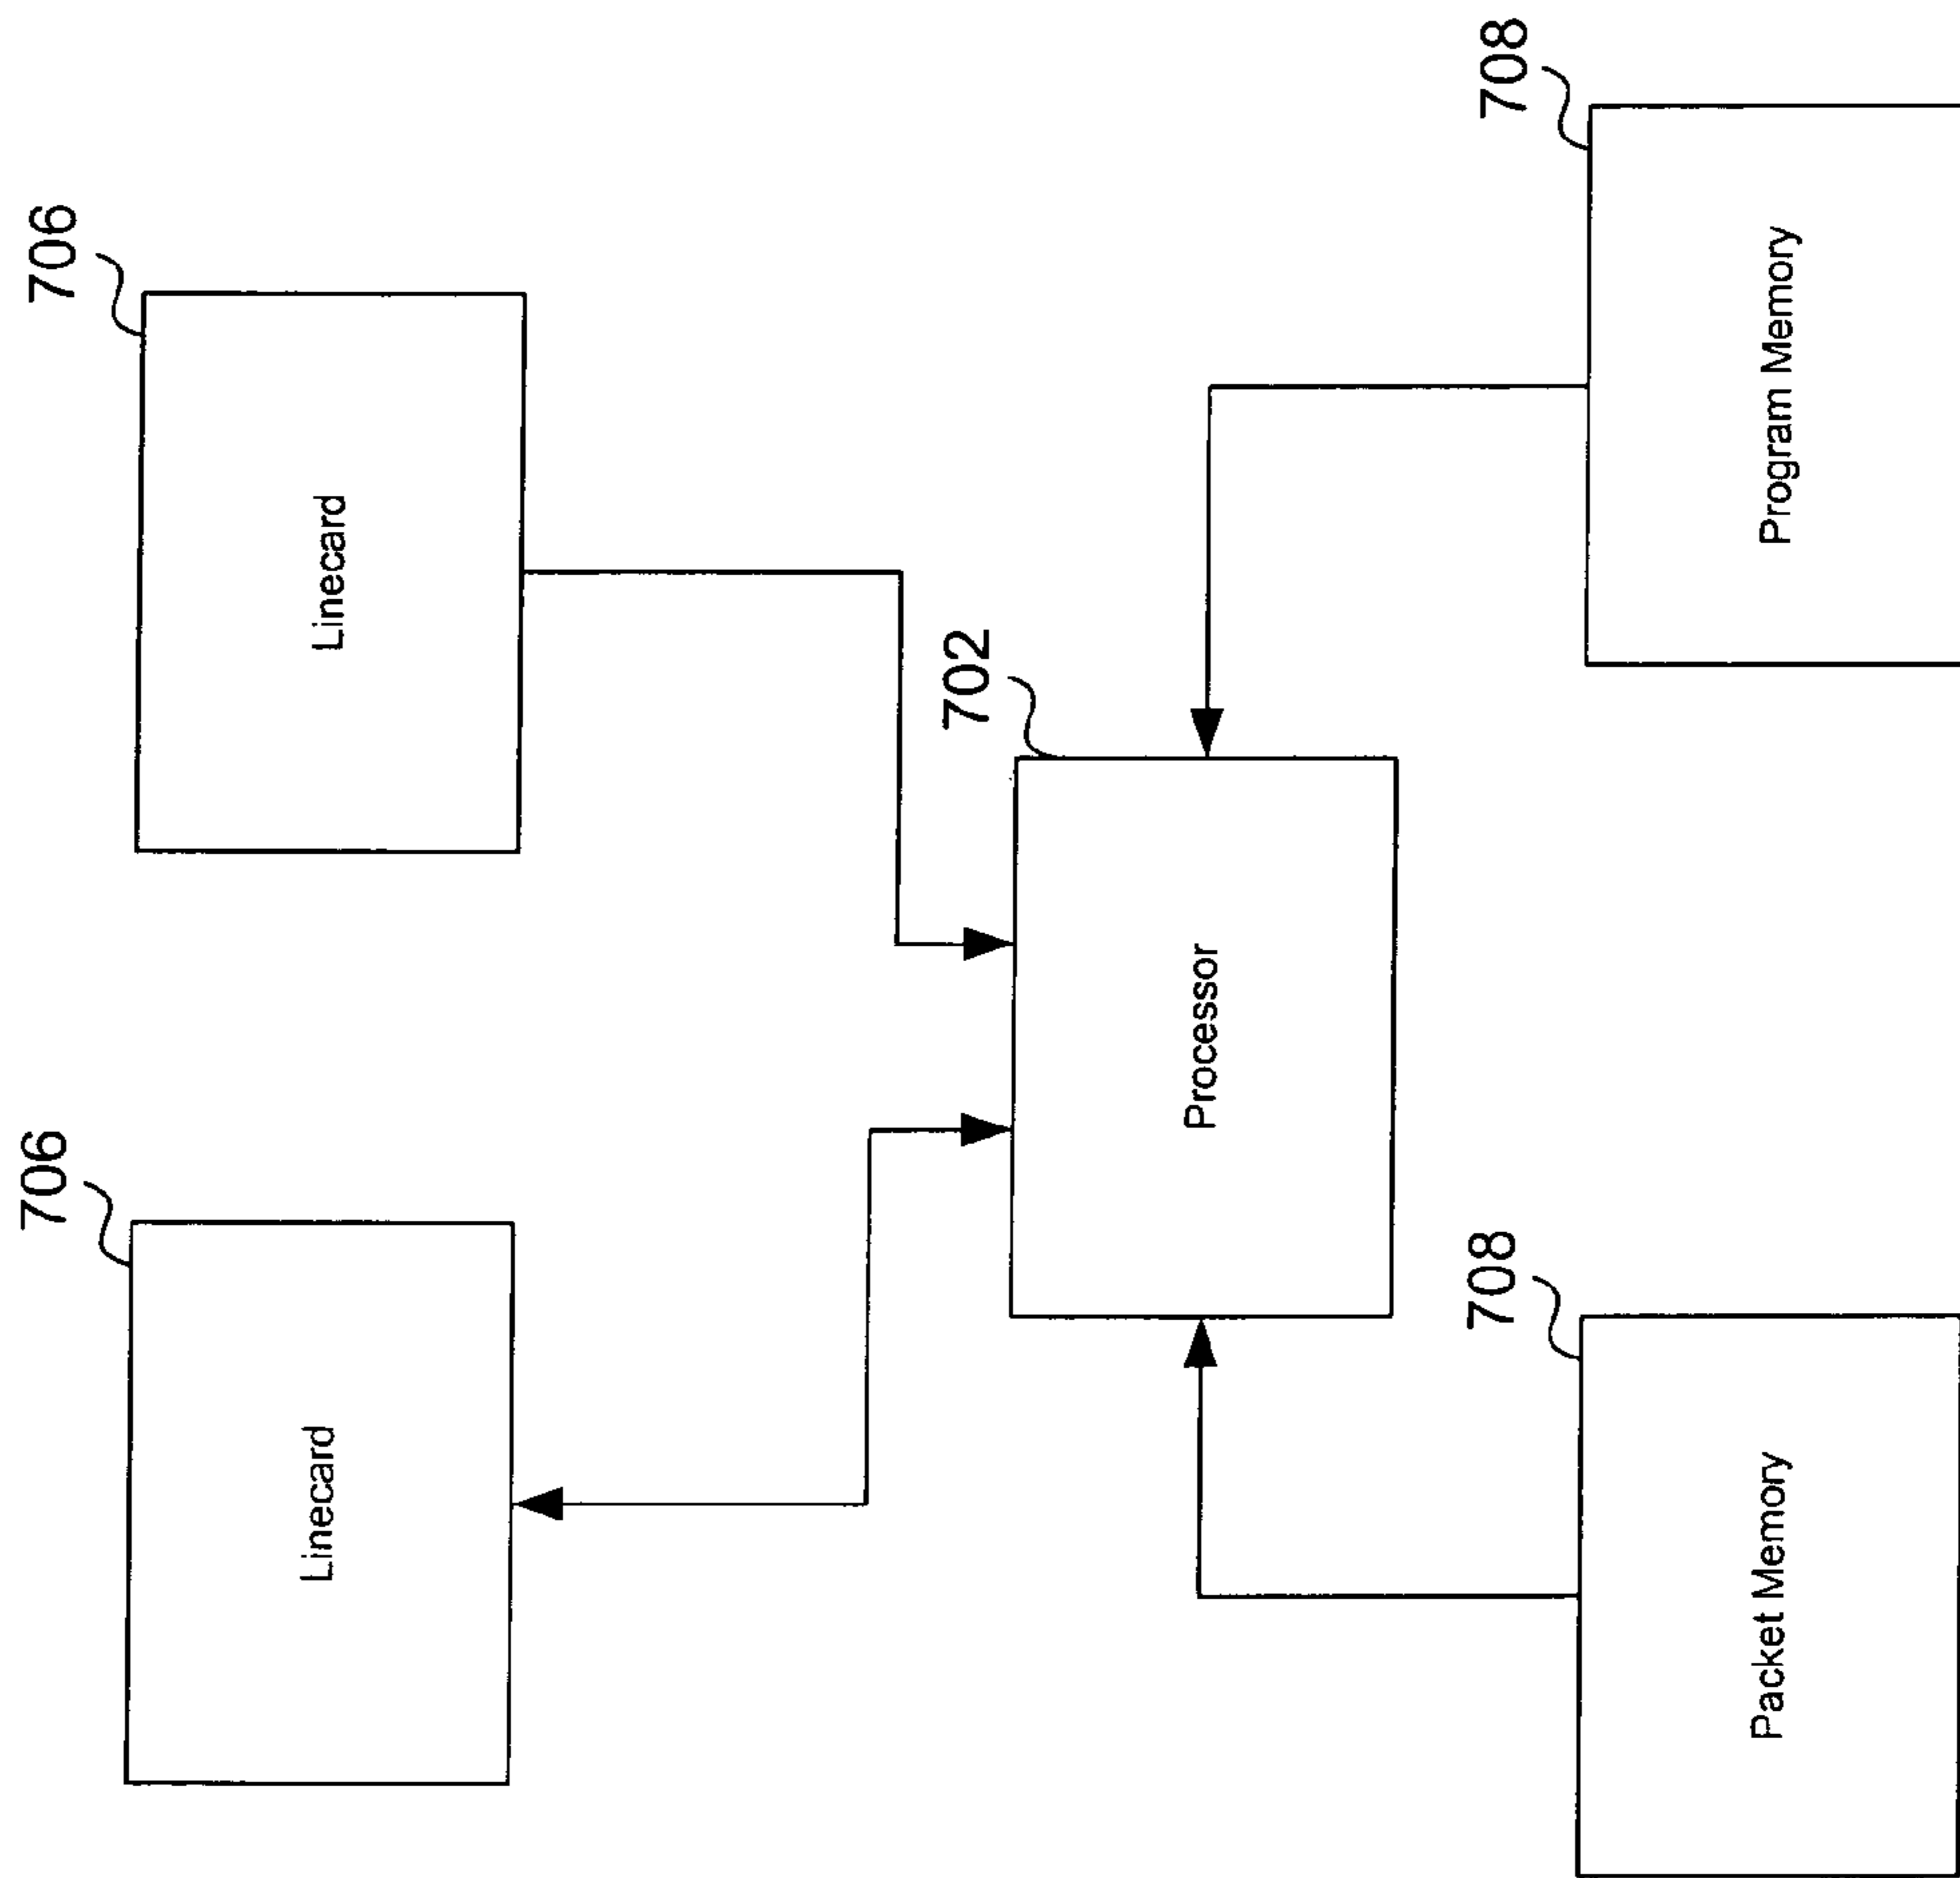 706
Linecard
706
Linecard
702
Processor
708
Packet Memory
708
Program Memory